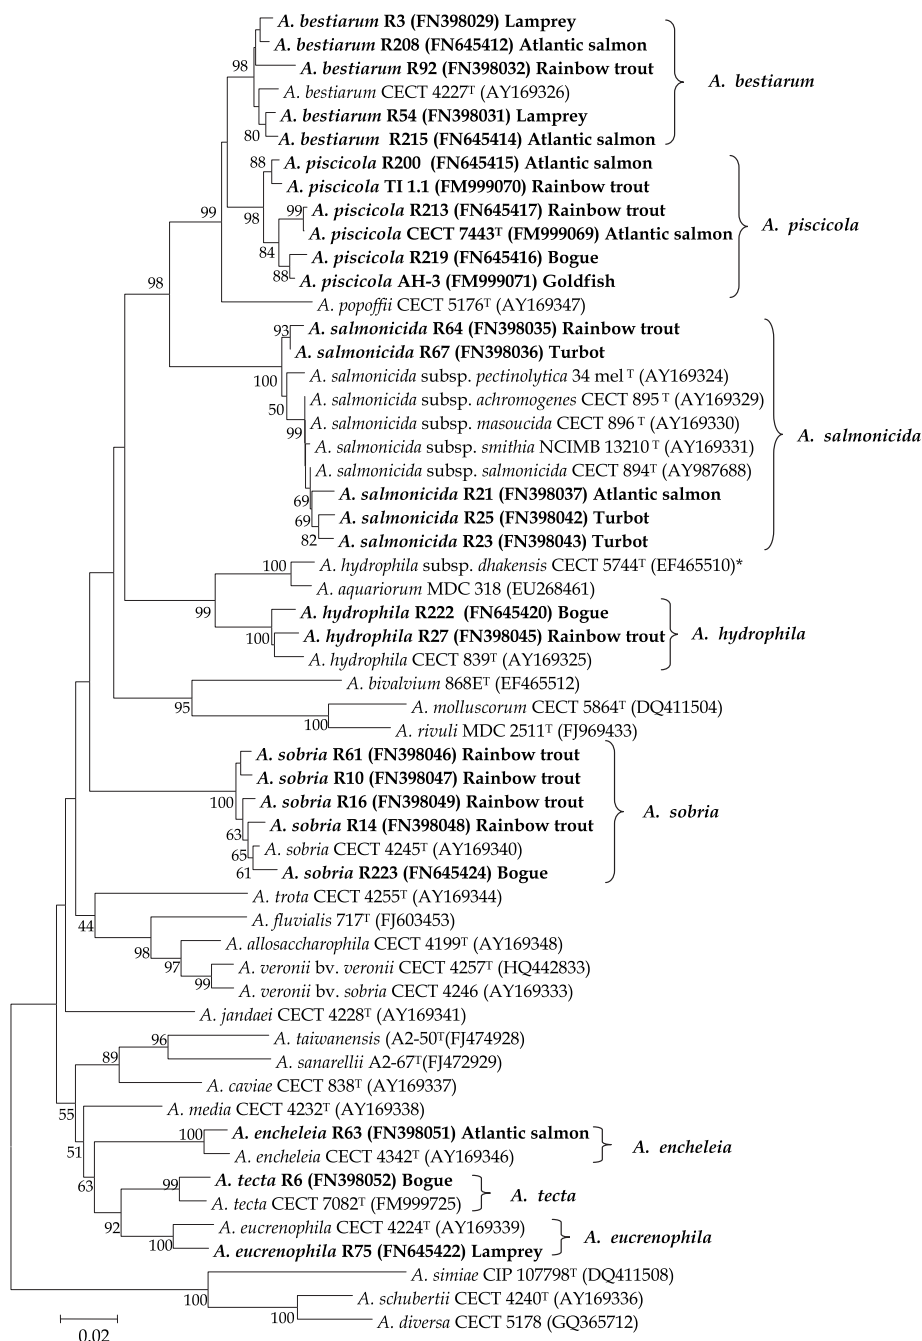 A. bestiarum R3 (FN398029) Lamprey
A. bestiarum R208 (FN645412) Atlantic salmon
98
A. bestiarum R92 (FN398032) Rainbow trout
A. bestiarum
A. bestiarum CECT 4227T (AY169326)
A. bestiarum R54 (FN398031) Lamprey
80
A. bestiarum R215 (FN645414) Atlantic salmon
88
A. piscicola R200 (FN645415) Atlantic salmon
A. piscicola TI 1.1 (FM999070) Rainbow trout
99
98
99
A. piscicola R213 (FN645417) Rainbow trout
A. piscicola
A. piscicola CECT 7443T (FM999069) Atlantic salmon
84
A. piscicola R219 (FN645416) Bogue
88
A. piscicola AH-3 (FM999071) Goldfish
98
A. popoffii CECT 5176T (AY169347)
93
A. salmonicida R64 (FN398035) Rainbow trout
A. salmonicida R67 (FN398036) Turbot
100
A. salmonicida subsp. pectinolytica 34 mel T (AY169324)
50
A. salmonicida subsp. achromogenes CECT 895 T (AY169329)
99
A. salmonicida subsp. masoucida CECT 896 T (AY169330)
A. salmonicida
A. salmonicida subsp. smithia NCIMB 13210 T (AY169331)
A. salmonicida subsp. salmonicida CECT 894T (AY987688)
69
A. salmonicida R21 (FN398037) Atlantic salmon
69
A. salmonicida R25 (FN398042) Turbot
82
A. salmonicida R23 (FN398043) Turbot
100
A. hydrophila subsp. dhakensis CECT 5744T (EF465510)*
A. aquariorum MDC 318 (EU268461)
99
A. hydrophila R222 (FN645420) Bogue
100
A. hydrophila R27 (FN398045) Rainbow trout
A. hydrophila
A. hydrophila CECT 839T (AY169325)
A. bivalvium 868ET (EF465512)
95
A. molluscorum CECT 5864T (DQ411504)
100
A. rivuli MDC 2511T (FJ969433)
A. sobria R61 (FN398046) Rainbow trout
A. sobria R10 (FN398047) Rainbow trout
100
A. sobria R16 (FN398049) Rainbow trout
A. sobria
63
A. sobria R14 (FN398048) Rainbow trout
65
A. sobria CECT 4245T (AY169340)
61
A. sobria R223 (FN645424) Bogue
A. trota CECT 4255T (AY169344)
44
A. fluvialis 717T (FJ603453)
98
A. allosaccharophila CECT 4199T (AY169348)
97
A. veronii bv. veronii CECT 4257T (HQ442833)
99
A. veronii bv. sobria CECT 4246 (AY169333)
A. jandaei CECT 4228T (AY169341)
96
A. taiwanensis (A2-50T(FJ474928)
89
A. sanarellii A2-67T(FJ472929)
A. caviae CECT 838T (AY169337)
55
A. media CECT 4232T (AY169338)
100
A. encheleia R63 (FN398051) Atlantic salmon
A. encheleia
51
A. encheleia CECT 4342T (AY169346)
63
99
A. tecta R6 (FN398052) Bogue
A. tecta
A. tecta CECT 7082T (FM999725)
92
A. eucrenophila CECT 4224T (AY169339)
A. eucrenophila
100
A. eucrenophila R75 (FN645422) Lamprey
A. simiae CIP 107798T (DQ411508)
100
A. schubertii CECT 4240T (AY169336)
100
A. diversa CECT 5178 (GQ365712)
0.02